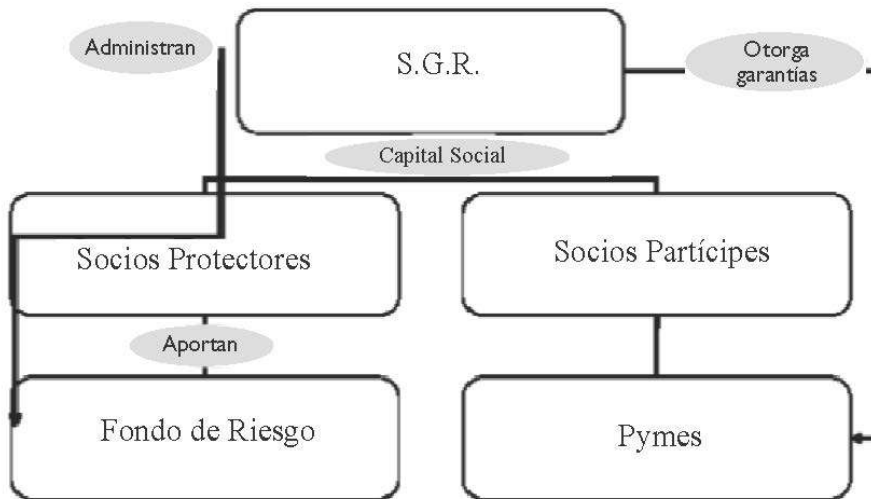 Administran
S.G.R.
Otorga
garantías
Capital Social
Socios Protectores
Socios Partícipes
Aportan
Fondo de Riesgo
Pymes